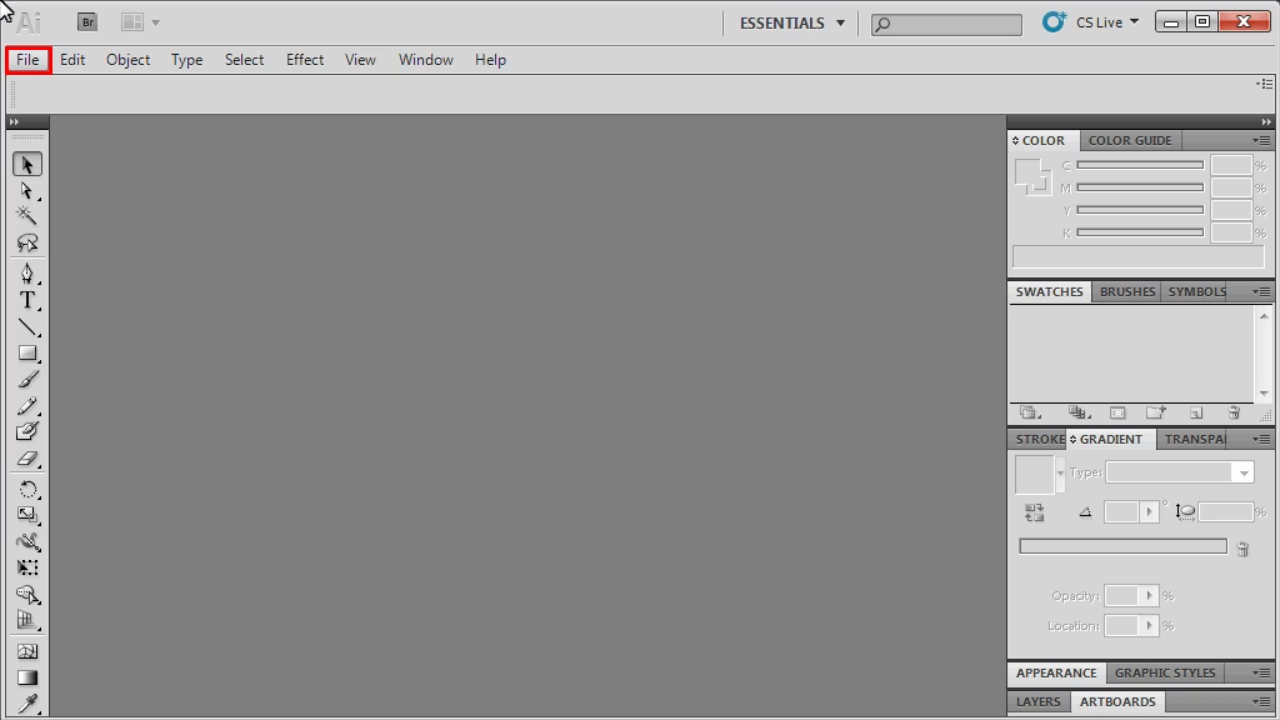 Ai Br ESSENTIALS CS Live
File Edit Object Type Select Effect View Window Help
COLOR COLOR GUIDE
C %
M %
Y %
K %
SWATCHES BRUSHES SYMBOLS
STROKE GRADIENT TRANSPA
Type:
° %
Opacity: %
Location: %
APPEARANCE GRAPHIC STYLES
LAYERS ARTBOARDS
T